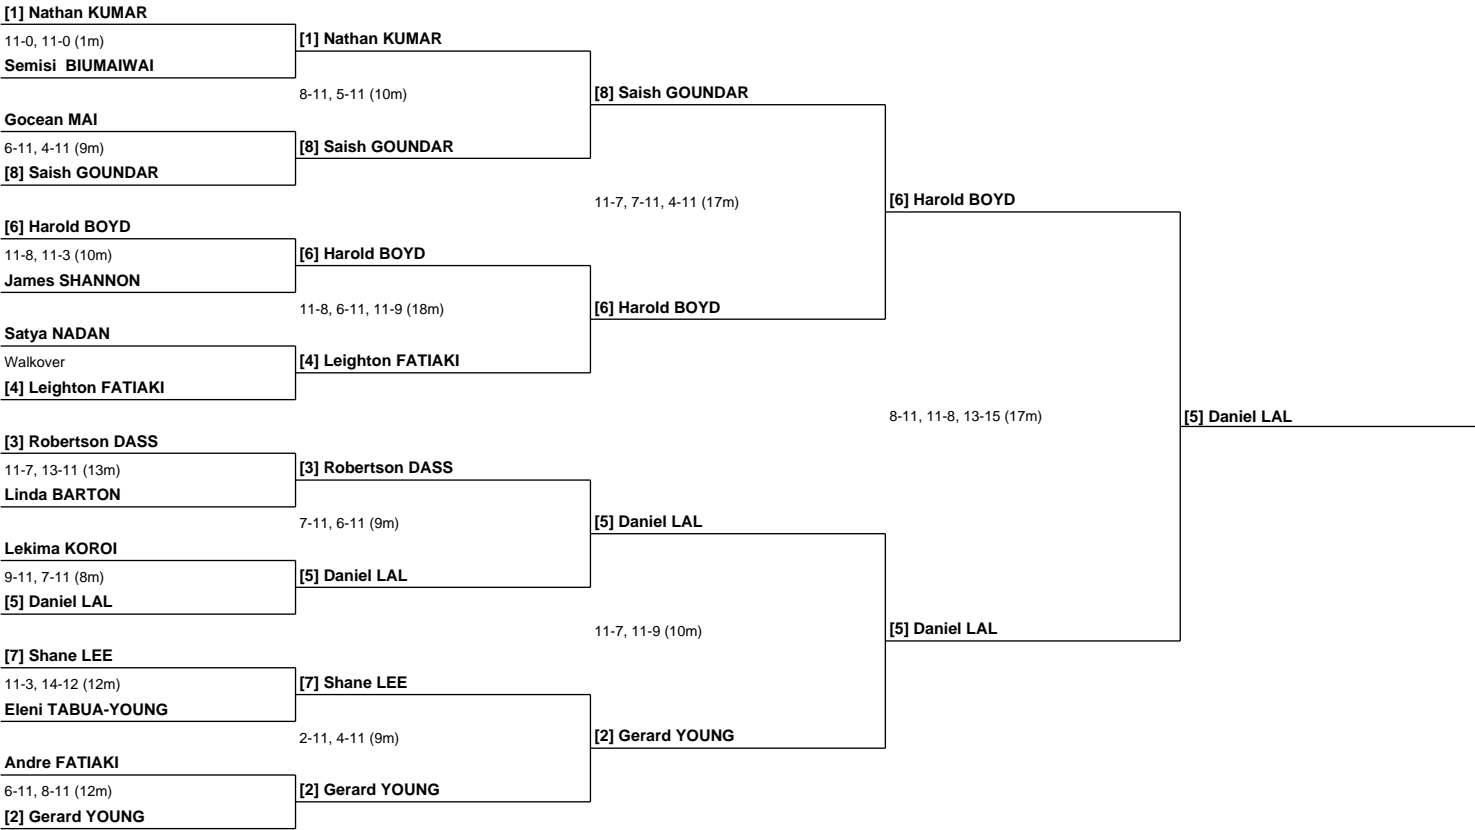 [1] Nathan KUMAR
11-0, 11-0 (1m)
Semisi  BIUMAIWAI
Gocean MAI
6-11, 4-11 (9m)
[8] Saish GOUNDAR
[6] Harold BOYD
11-8, 11-3 (10m)
James SHANNON
Satya NADAN
Walkover
[4] Leighton FATIAKI
[3] Robertson DASS
11-7, 13-11 (13m)
Linda BARTON
Lekima KOROI
9-11, 7-11 (8m)
[5] Daniel LAL
[7] Shane LEE
11-3, 14-12 (12m)
Eleni TABUA-YOUNG
Andre FATIAKI
6-11, 8-11 (12m)
[2] Gerard YOUNG
[1] Nathan KUMAR
8-11, 5-11 (10m)
[8] Saish GOUNDAR
[6] Harold BOYD
11-8, 6-11, 11-9 (18m)
[4] Leighton FATIAKI
[3] Robertson DASS
7-11, 6-11 (9m)
[5] Daniel LAL
[7] Shane LEE
2-11, 4-11 (9m)
[2] Gerard YOUNG
[8] Saish GOUNDAR
11-7, 7-11, 4-11 (17m)
[6] Harold BOYD
[5] Daniel LAL
11-7, 11-9 (10m)
[2] Gerard YOUNG
[6] Harold BOYD
8-11, 11-8, 13-15 (17m)
[5] Daniel LAL
[5] Daniel LAL